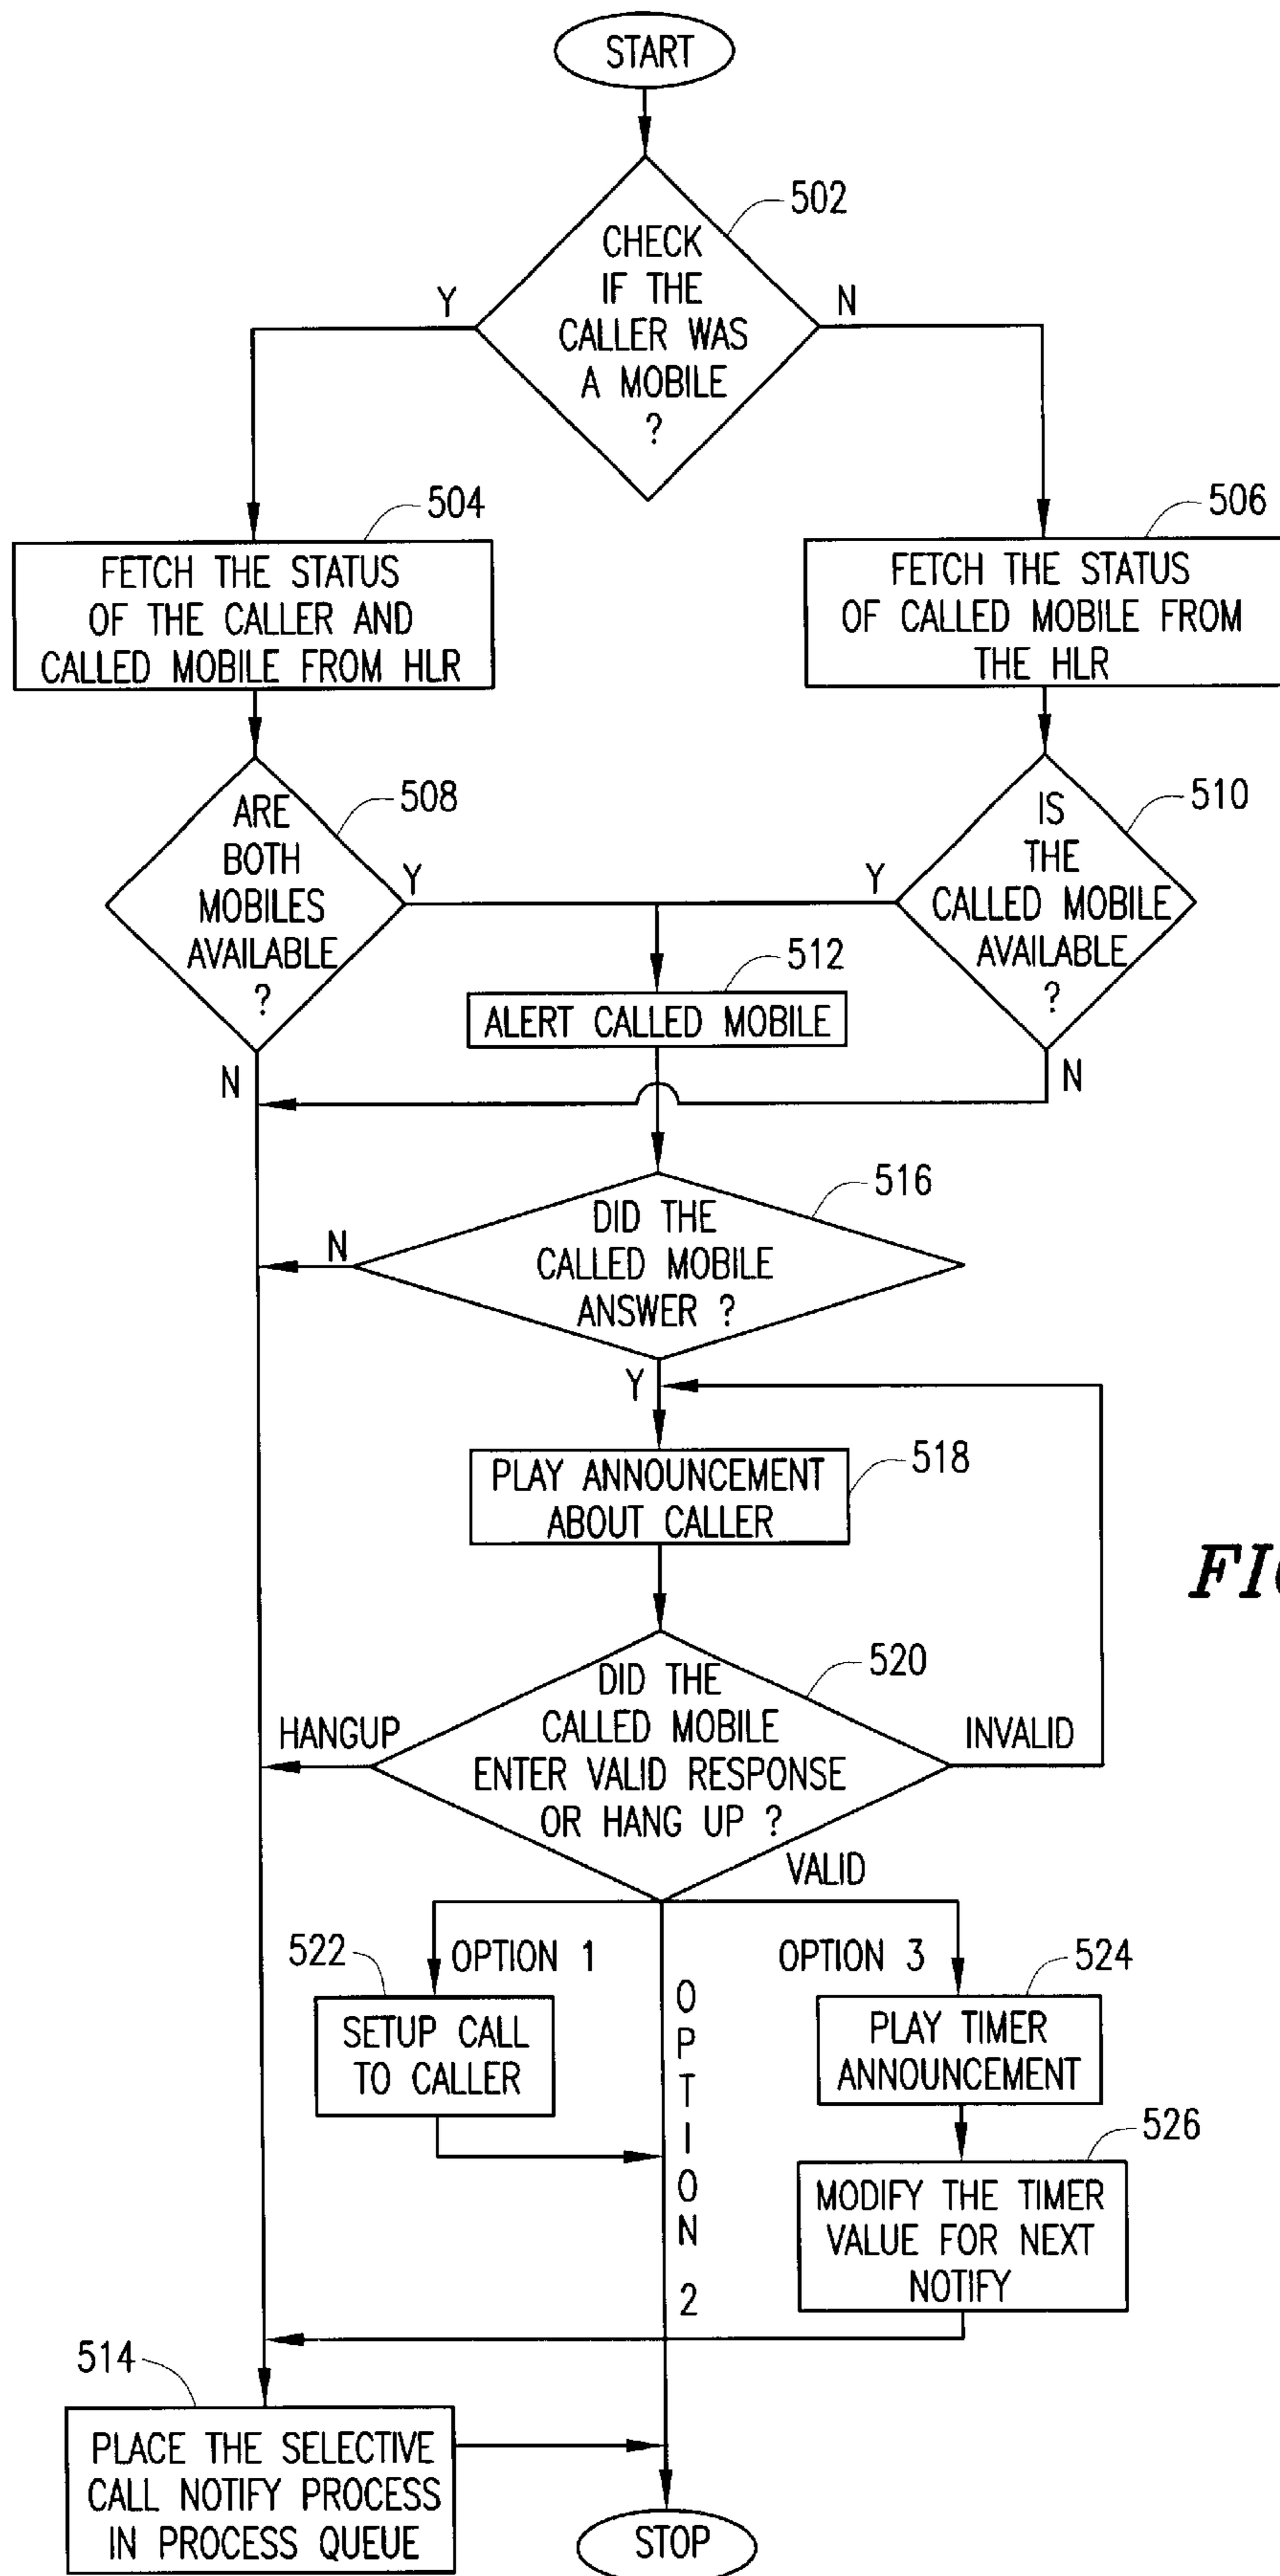 START
502
CHECK
IF THE
CALLER WAS
A MOBILE
?
Y
N
504
FETCH THE STATUS
OF THE CALLER AND
CALLED MOBILE FROM HLR
506
FETCH THE STATUS
OF CALLED MOBILE FROM
THE HLR
508
ARE
BOTH
MOBILES
AVAILABLE
?
Y
N
510
IS
THE
CALLED MOBILE
AVAILABLE
?
Y
N
512
ALERT CALLED MOBILE
516
DID THE
CALLED MOBILE
ANSWER ?
N
Y
518
PLAY ANNOUNCEMENT
ABOUT CALLER
520
DID THE
CALLED MOBILE
ENTER VALID RESPONSE
OR HANG UP ?
HANGUP
INVALID
VALID
522
OPTION 1
SETUP CALL
TO CALLER
OPTION 2
OPTION 3
524
PLAY TIMER
ANNOUNCEMENT
526
MODIFY THE TIMER
VALUE FOR NEXT
NOTIFY
514
PLACE THE SELECTIVE
CALL NOTIFY PROCESS
IN PROCESS QUEUE
STOP